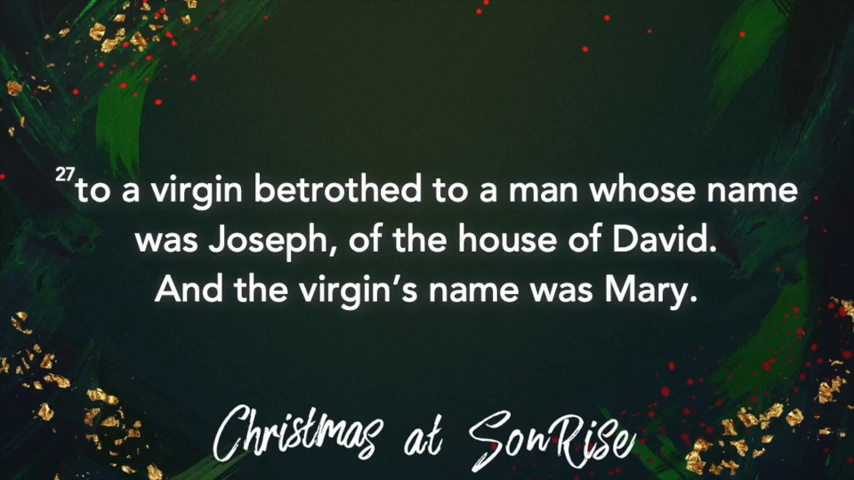 27to a virgin betrothed to a man whose name
was Joseph, of the house of David.
And the virgin’s name was Mary.
Christmas at SonRise